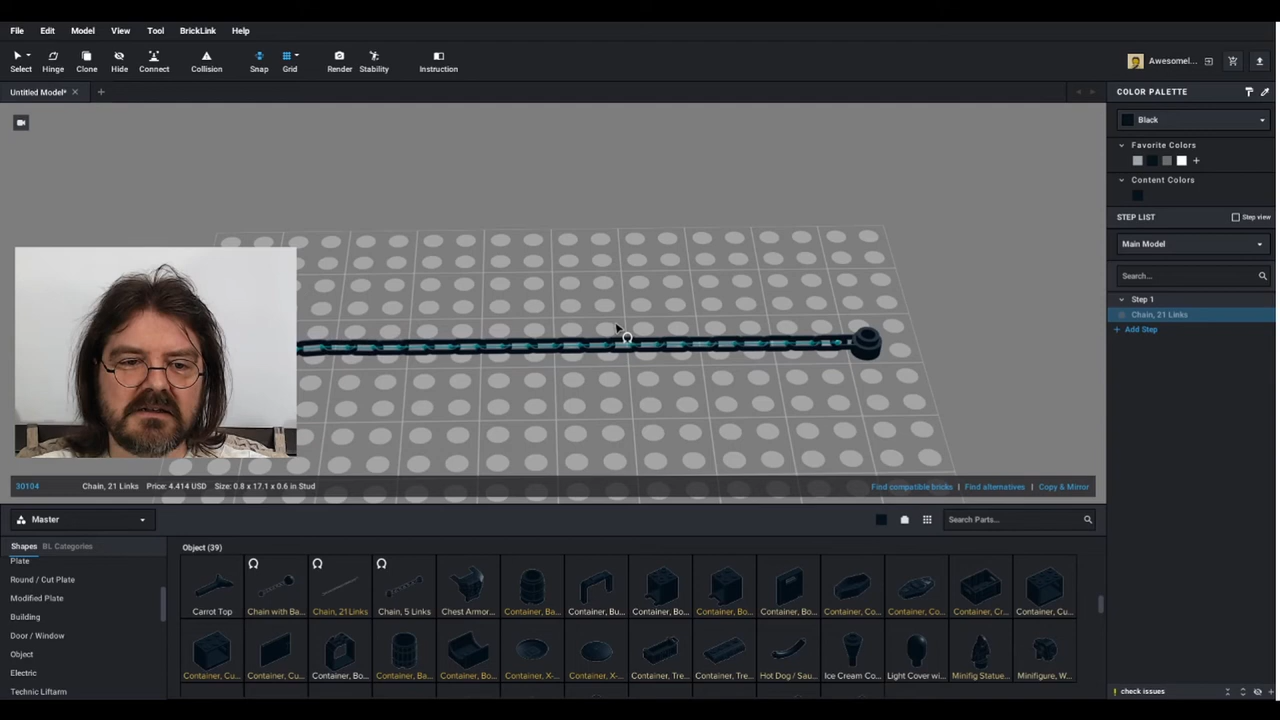 File Edit Model View Tool BrickLink Help
Select Hinge Clone Hide Connect Collision Snap Grid Render Stability Instruction
Awesomel...
Untitled Model*
COLOR PALETTE
Black
Favorite Colors
Content Colors
STEP LIST
Step view
Main Model
Search...
Step 1
Chain, 21 Links
Add Step
30104 Chain, 21 Links Price: 4.414 USD Size: 0.8 x 17.1 x 0.6 in Stud
Find compatible bricks | Find alternatives | Copy & Mirror
Master
Search Parts...
Shapes BL Categories
Plate
Round / Cut Plate
Modified Plate
Building
Door / Window
Object
Electric
Technic Liftarm
Object (39)
Carrot Top Chain with Ba... Chain, 21 Links Chain, 5 Links Chest Armor... Container, Ba... Container, Bu... Container, Bo... Container, Bo... Container, Bo... Container, Co... Container, Co... Container, Cr... Container, Cu...
Container, Cu... Container, Cu... Container, Bo... Container, Ba... Container, Bo... Container, X-... Container, X-... Container, Tre... Container, Tre... Hot Dog / Sau... Ice Cream Co... Light Cover wi... Minifig Statue... Minifigure, W...
check issues